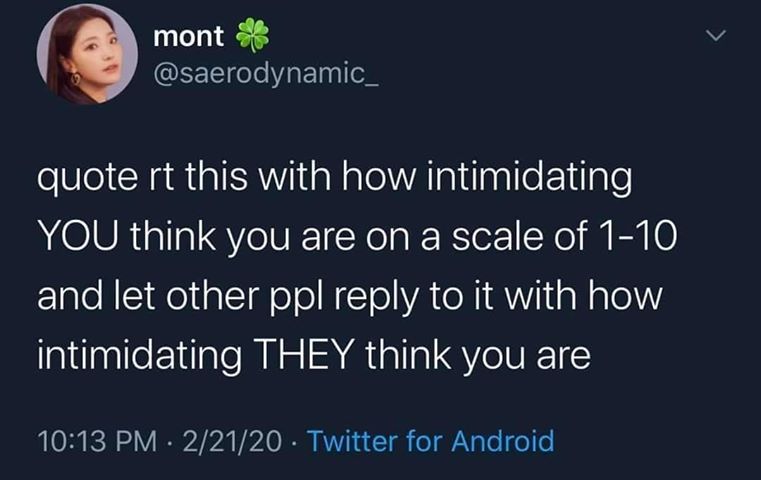 mont 🍀
@saerodynamic_
quote rt this with how intimidating
YOU think you are on a scale of 1-10
and let other ppl reply to it with how
intimidating THEY think you are
10:13 PM · 2/21/20 · Twitter for Android